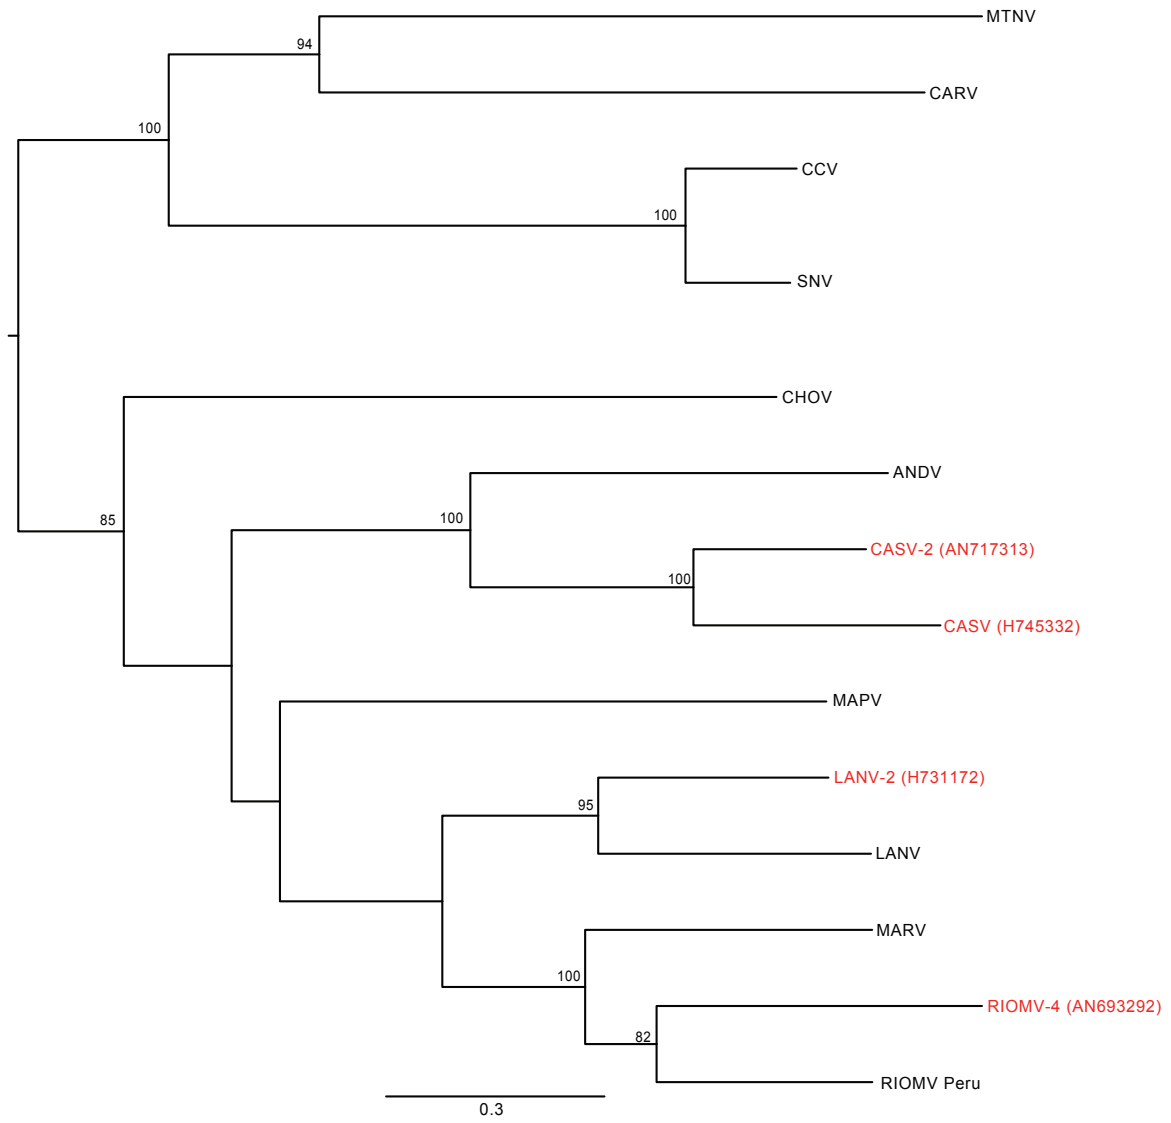 MTNV
94
CARV
100
CCV
100
SNV
CHOV
ANDV
85
100
CASV-2 (AN717313)
100
CASV (H745332)
MAPV
LANV-2 (H731172)
95
LANV
MARV
100
RIOMV-4 (AN693292)
82
RIOMV Peru
0.3